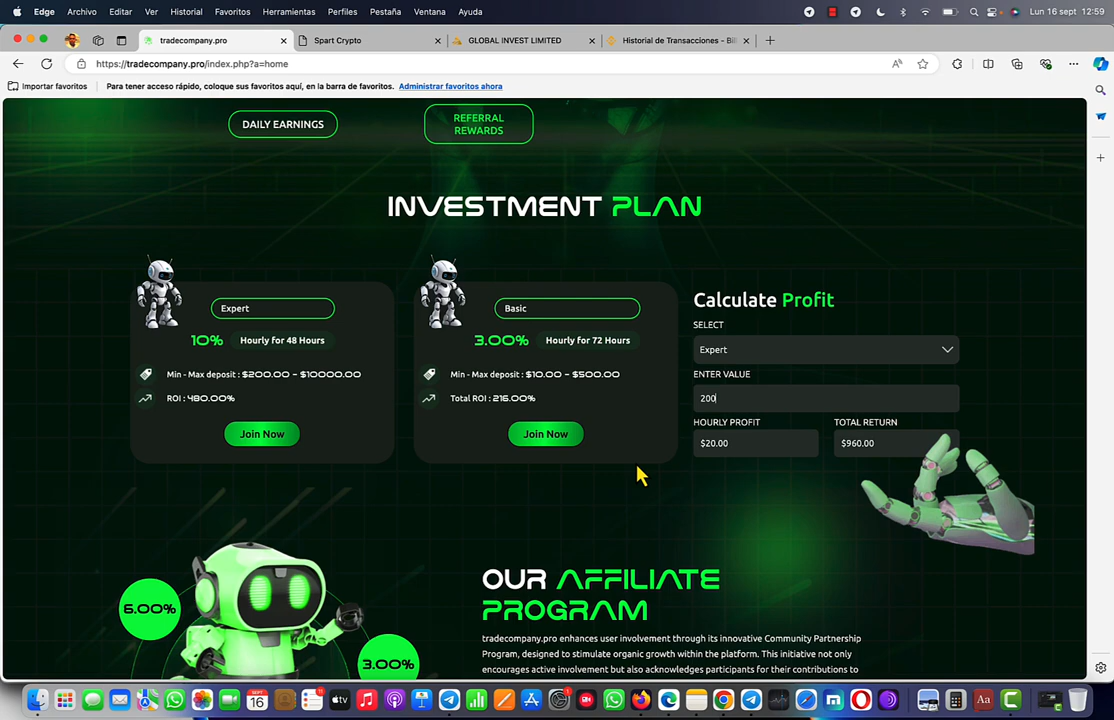 Edge Archivo Editar Ver Historial Favoritos Herramientas Perfiles Pestaña Ventana Ayuda Lun 16 sept 12:59
tradecompany.pro Spart Crypto GLOBAL INVEST LIMITED Historial de Transacciones - Bil
https://tradecompany.pro/index.php?a=home
Importar favoritos Para tener acceso rápido, coloque sus favoritos aquí, en la barra de favoritos. Administrar favoritos ahora
DAILY EARNINGS
REFERRAL
REWARDS
INVESTMENT PLAN
Expert
10% Hourly for 48 Hours
Min - Max deposit : $200.00 - $10000.00
ROI : 480.00%
Join Now
Basic
3.00% Hourly for 72 Hours
Min - Max deposit : $10.00 - $500.00
Total ROI : 216.00%
Join Now
Calculate Profit
SELECT
Expert
ENTER VALUE
200
HOURLY PROFIT TOTAL RETURN
$20.00 $960.00
6.00%
3.00%
OUR AFFILIATE
PROGRAM
tradecompany.pro enhances user involvement through its innovative Community Partnership
Program, designed to stimulate organic growth within the platform. This initiative not only
encourages active involvement but also acknowledges participants for their contributions to
SEPT
16
Aa